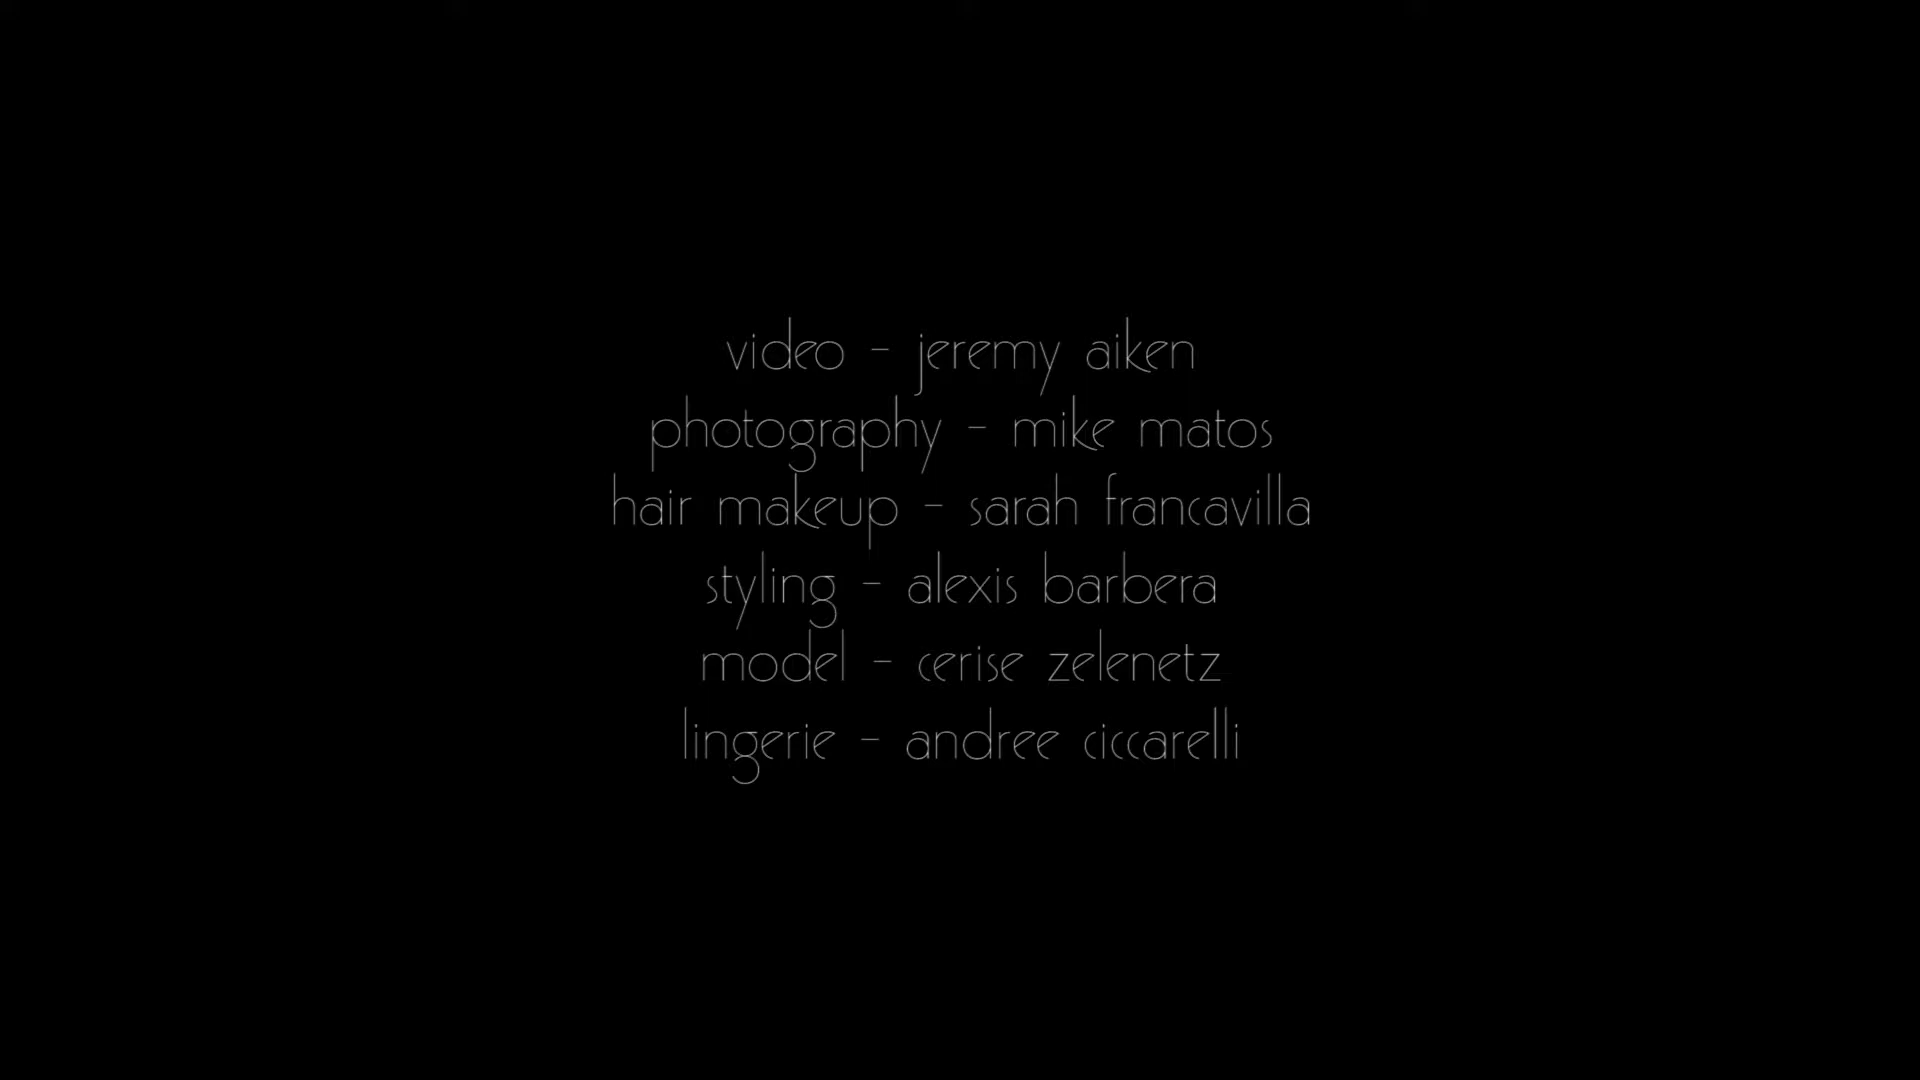 video - jeremy aiken
photography - mike matos
hair makeup - sarah francavilla
styling - alexis barbera
model - cerise zelenetz
lingerie - andree ciccarelli